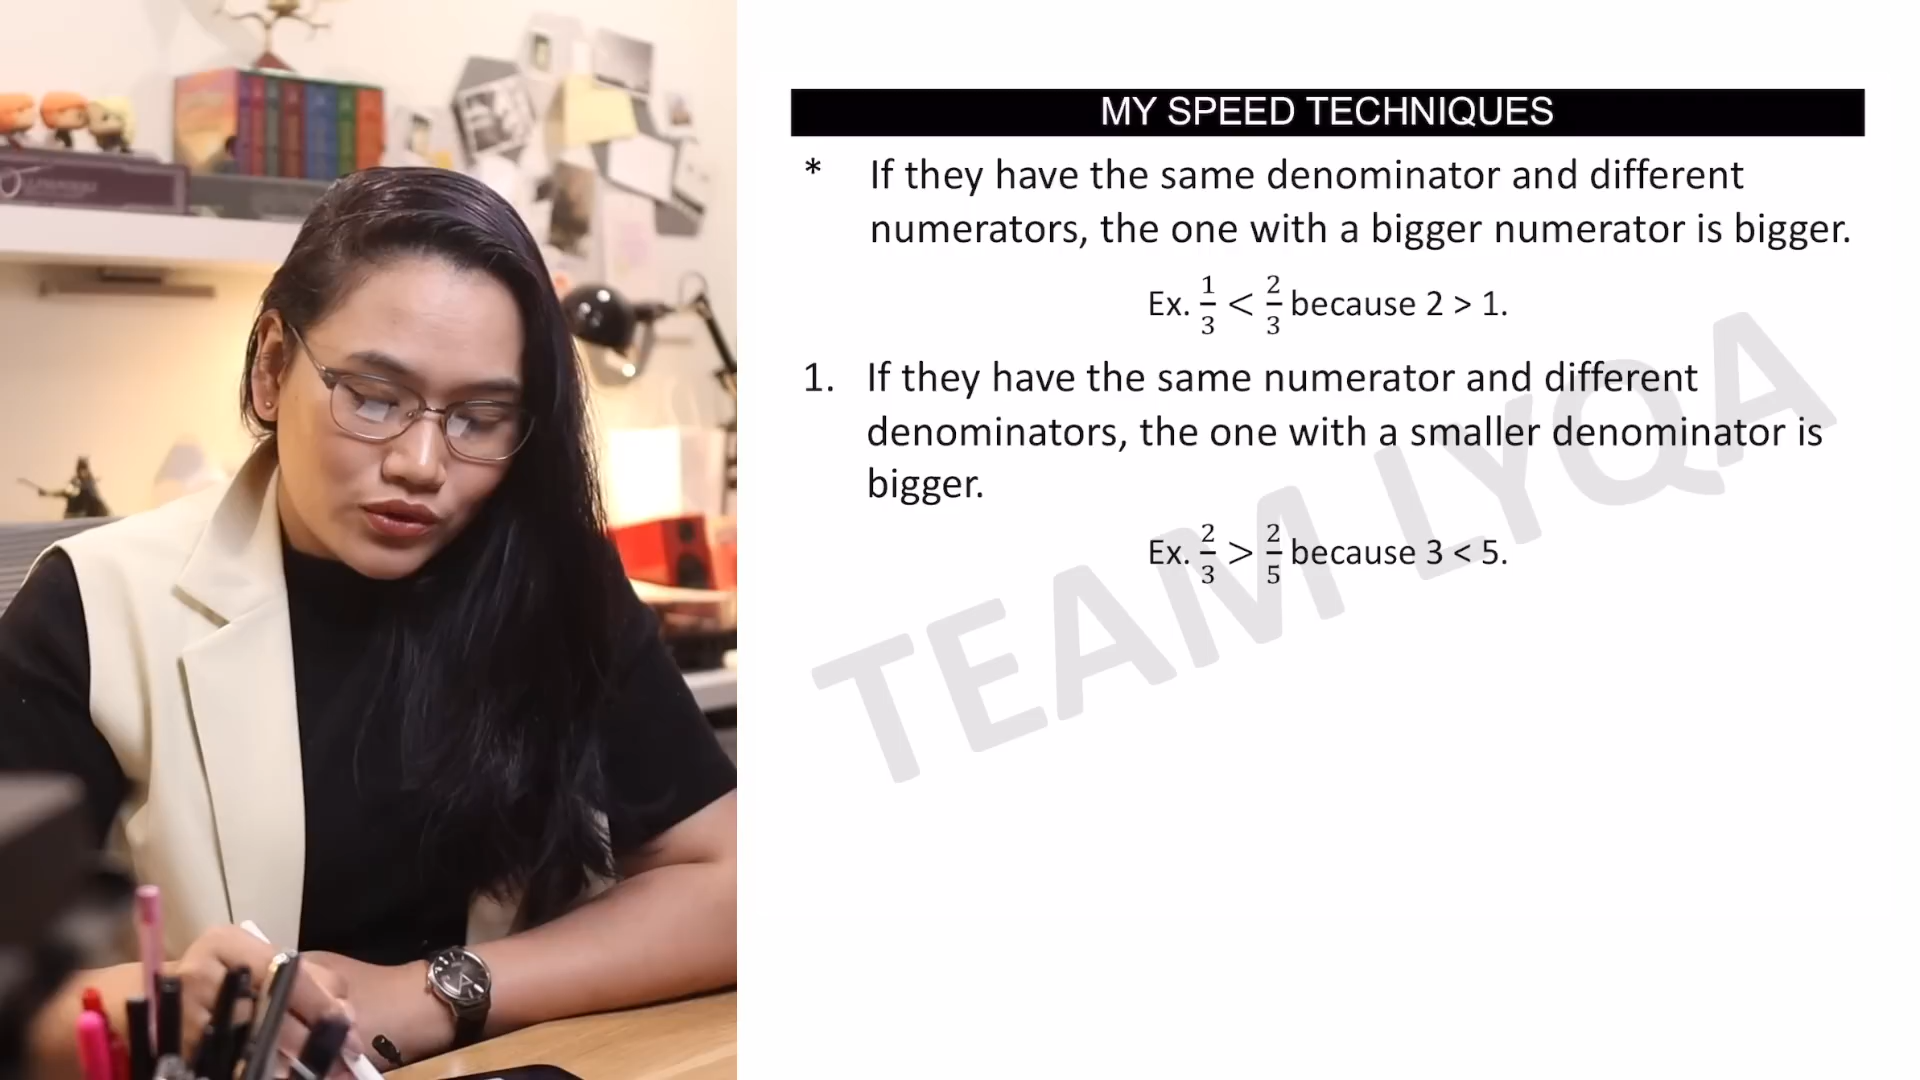 MY SPEED TECHNIQUES
* If they have the same denominator and different
numerators, the one with a bigger numerator is bigger.
Ex. 1/3 < 2/3 because 2 > 1.
1. If they have the same numerator and different
denominators, the one with a smaller denominator is
bigger.
Ex. 2/3 > 2/5 because 3 < 5.
TEAM LYQA